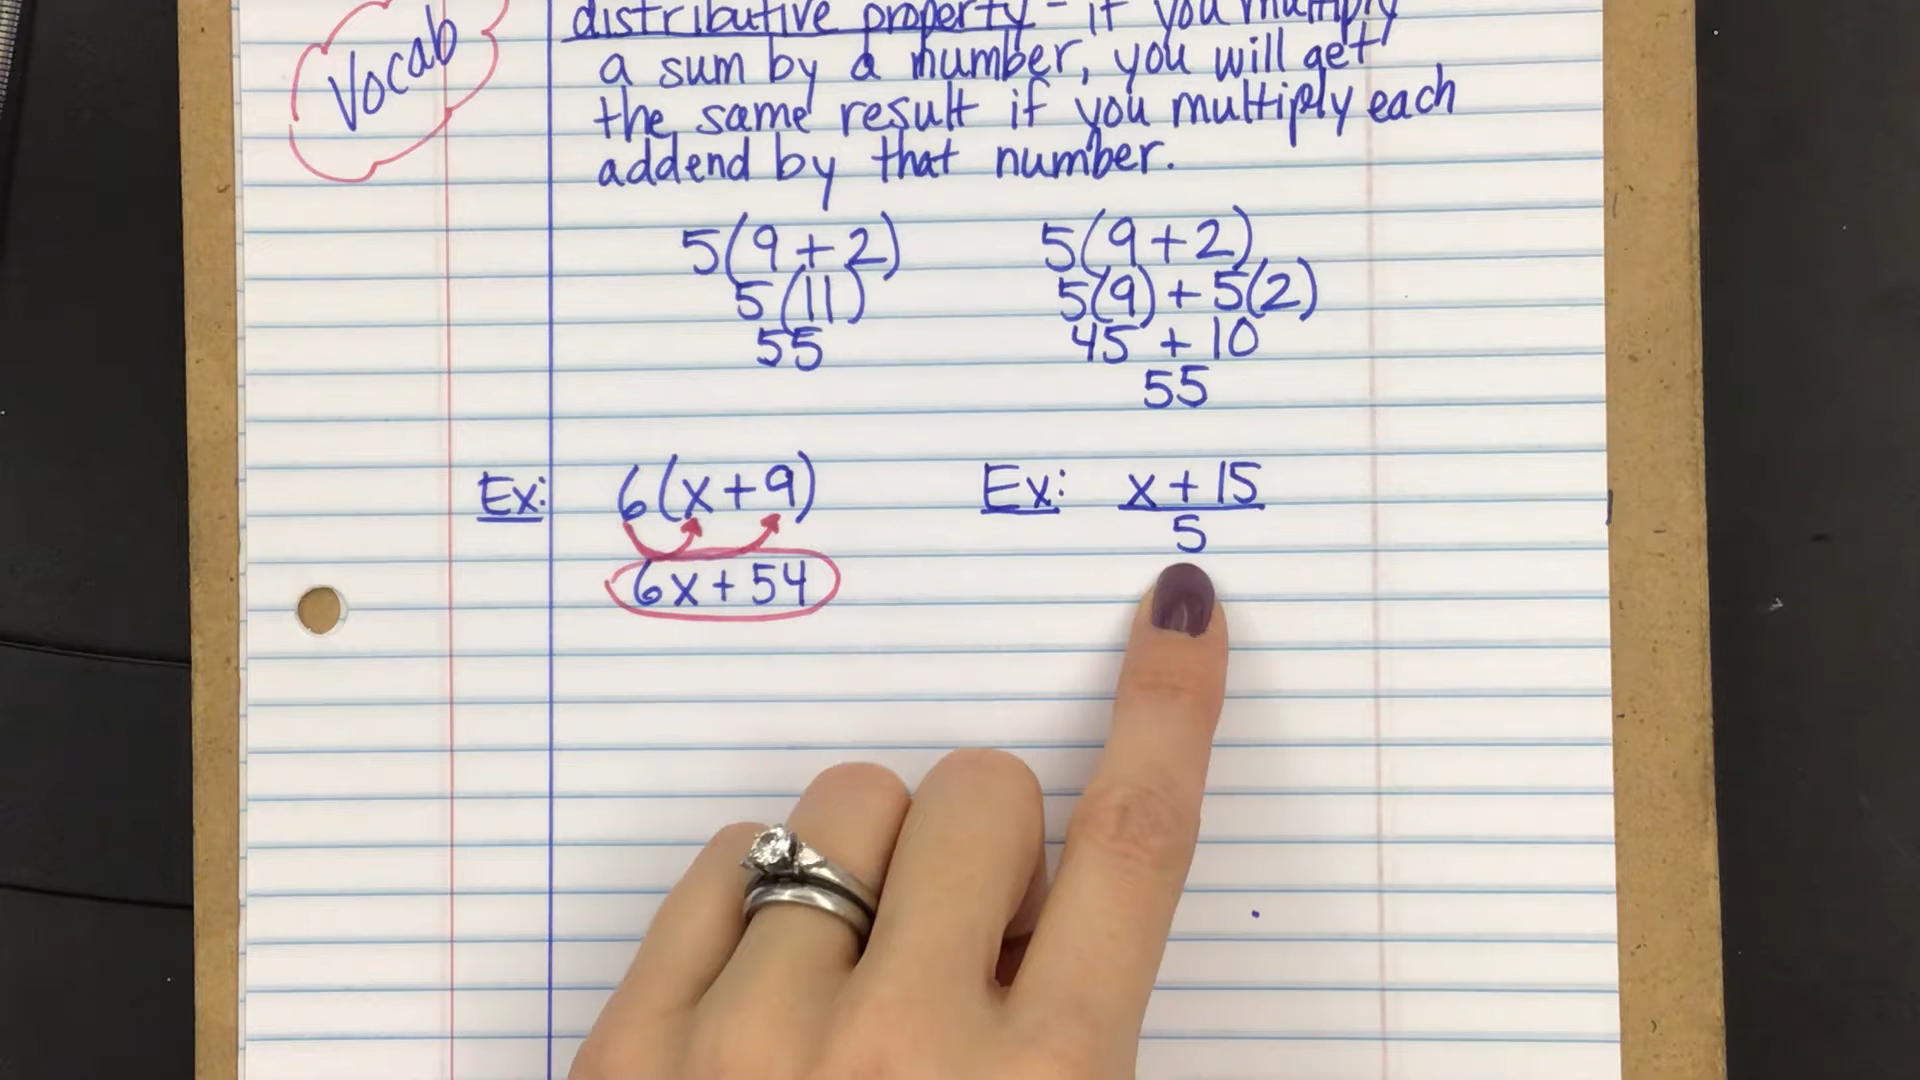 Vocab
distributive property - if you multiply
a sum by a number, you will get
the same result if you multiply each
addend by that number.
5(9+2)
5(11)
55
5(9+2)
5(9) + 5(2)
45 + 10
55
Ex: 6(x+9)
6x+54
Ex: x+15
5